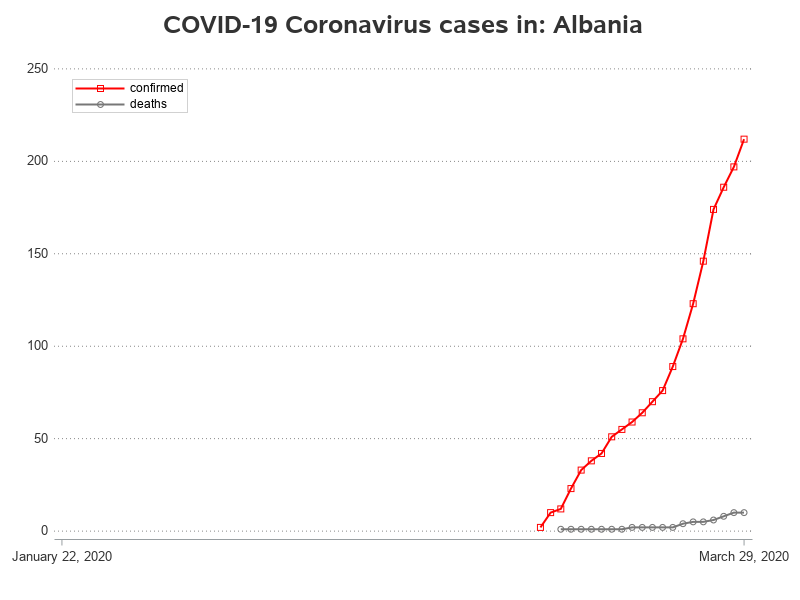 COVID-19 Coronavirus cases in: Albania
250
confirmed
deaths
200
150
100
50
0
January 22, 2020
March 29, 2020